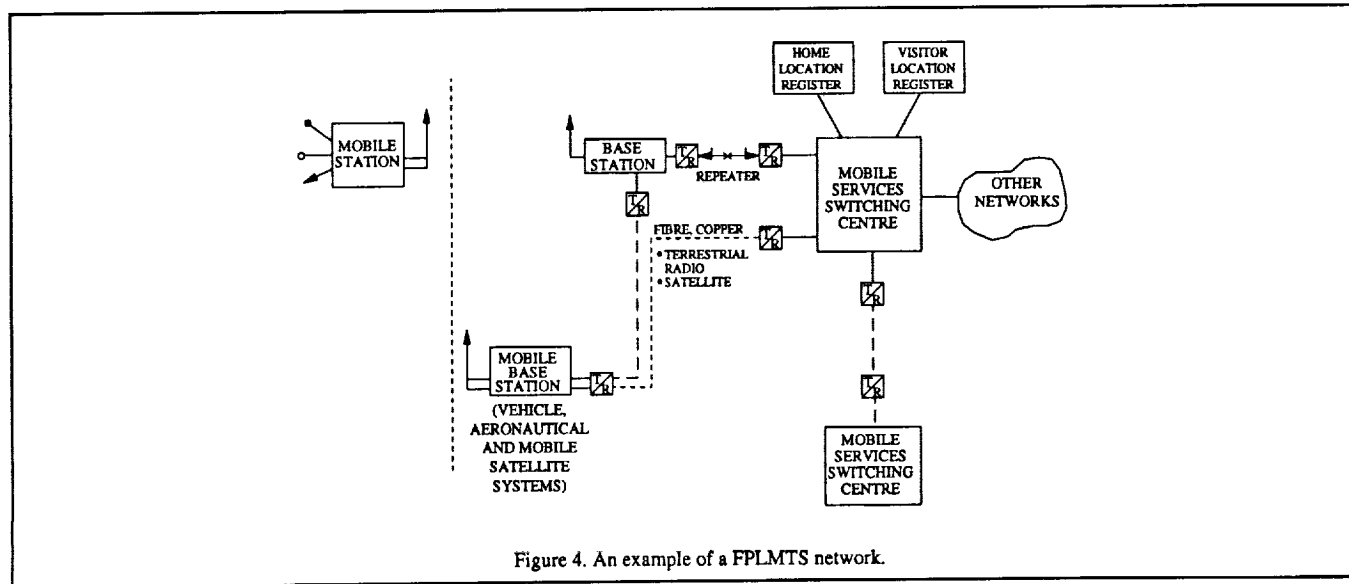 HOME
LOCATION
REGISTER
VISITOR
LOCATION
REGISTER
MOBILE
STATION
BASE
STATION
T/R
T/R
REPEATER
MOBILE
SERVICES
SWITCHING
CENTRE
OTHER
NETWORKS
T/R
FIBRE, COPPER
T/R
• TERRESTRIAL
RADIO
• SATELLITE
T/R
MOBILE
BASE
STATION
T/R
T/R
(VEHICLE,
AERONAUTICAL
AND MOBILE
SATELLITE
SYSTEMS)
MOBILE
SERVICES
SWITCHING
CENTRE
Figure 4. An example of a FPLMTS network.